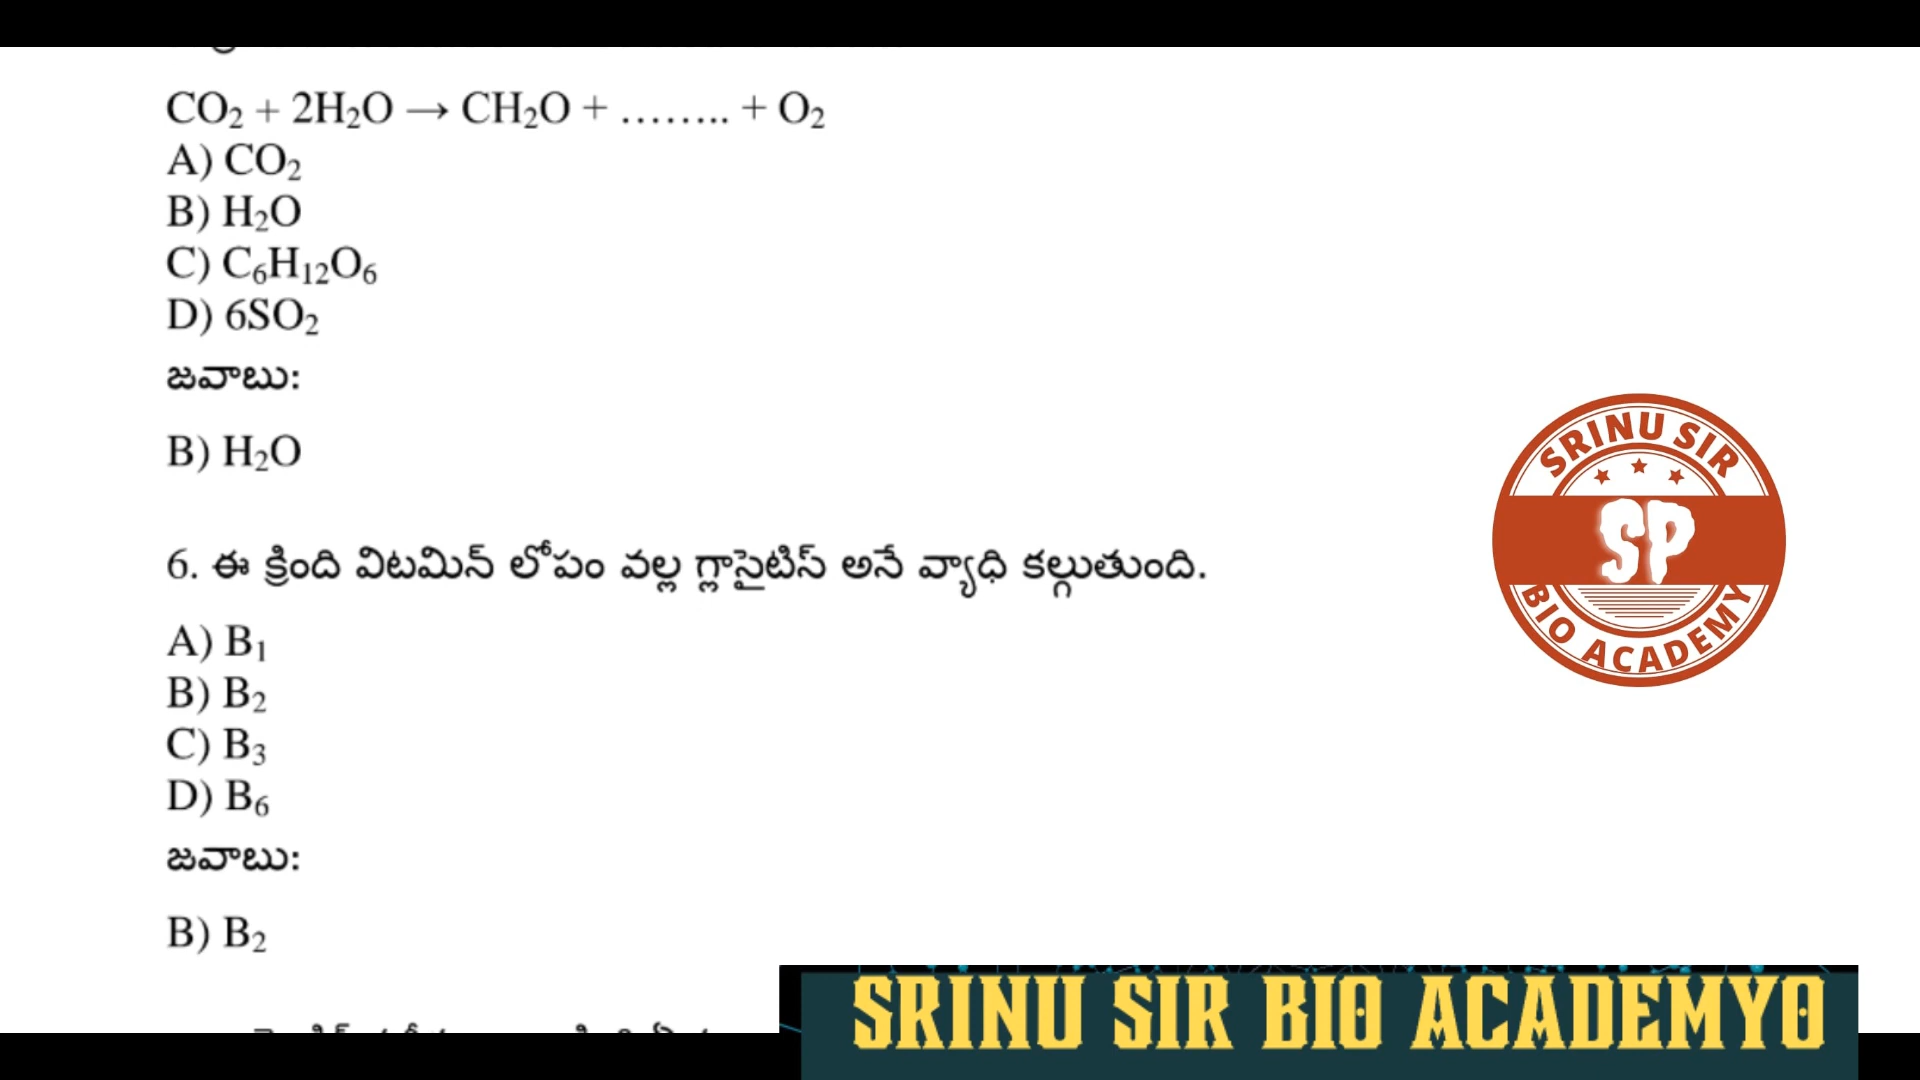 CO₂ + 2H₂O → CH₂O + …….. + O₂
A) CO₂
B) H₂O
C) C₆H₁₂O₆
D) 6SO₂
జవాబు:
B) H₂O
6. ఈ క్రింది విటమిన్ లోపం వల్ల గ్లాసైటిస్ అనే వ్యాధి కల్గుతుంది.
A) B₁
B) B₂
C) B₃
D) B₆
జవాబు:
B) B₂
SRINU SIR
SP
BIO ACADEMY
SRINU SIR BIO ACADEMYO